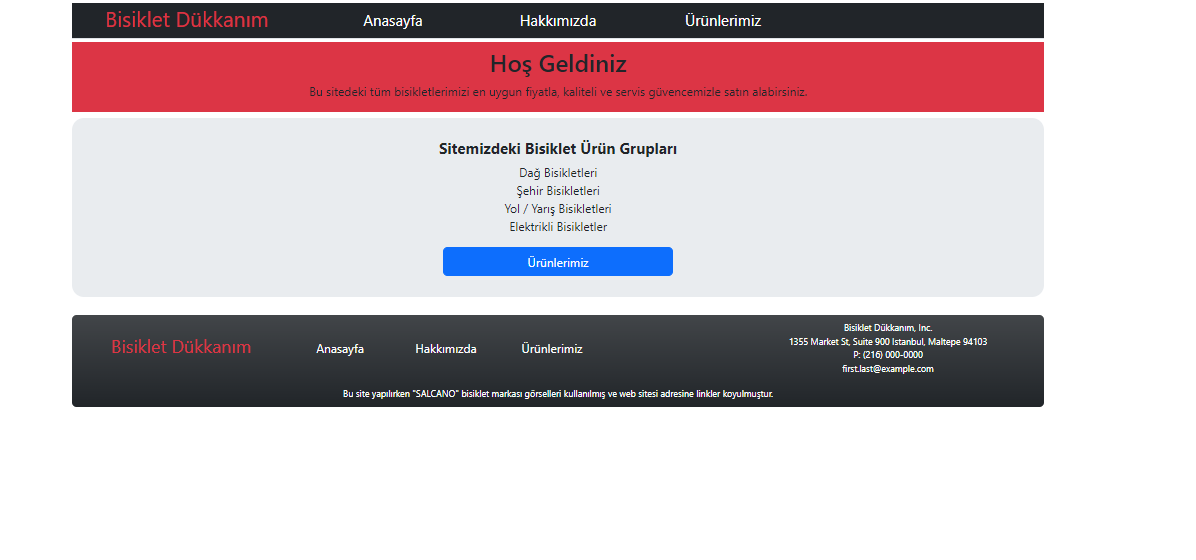 Bisiklet Dükkanım Anasayfa Hakkımızda Ürünlerimiz
Hoş Geldiniz
Bu sitedeki tüm bisikletlerimizi en uygun fiyatla, kaliteli ve servis güvencemizle satın alabirsiniz.
Sitemizdeki Bisiklet Ürün Grupları
Dağ Bisikletleri
Şehir Bisikletleri
Yol / Yarış Bisikletleri
Elektrikli Bisikletler
Ürünlerimiz
Bisiklet Dükkanım Anasayfa Hakkımızda Ürünlerimiz
Bisiklet Dükkanım, Inc.
1355 Market St, Suite 900 Istanbul, Maltepe 94103
P: (216) 000-0000
first.last@example.com
Bu site yapılırken "SALCANO" bisiklet markası görselleri kullanılmış ve web sitesi adresine linkler koyulmuştur.